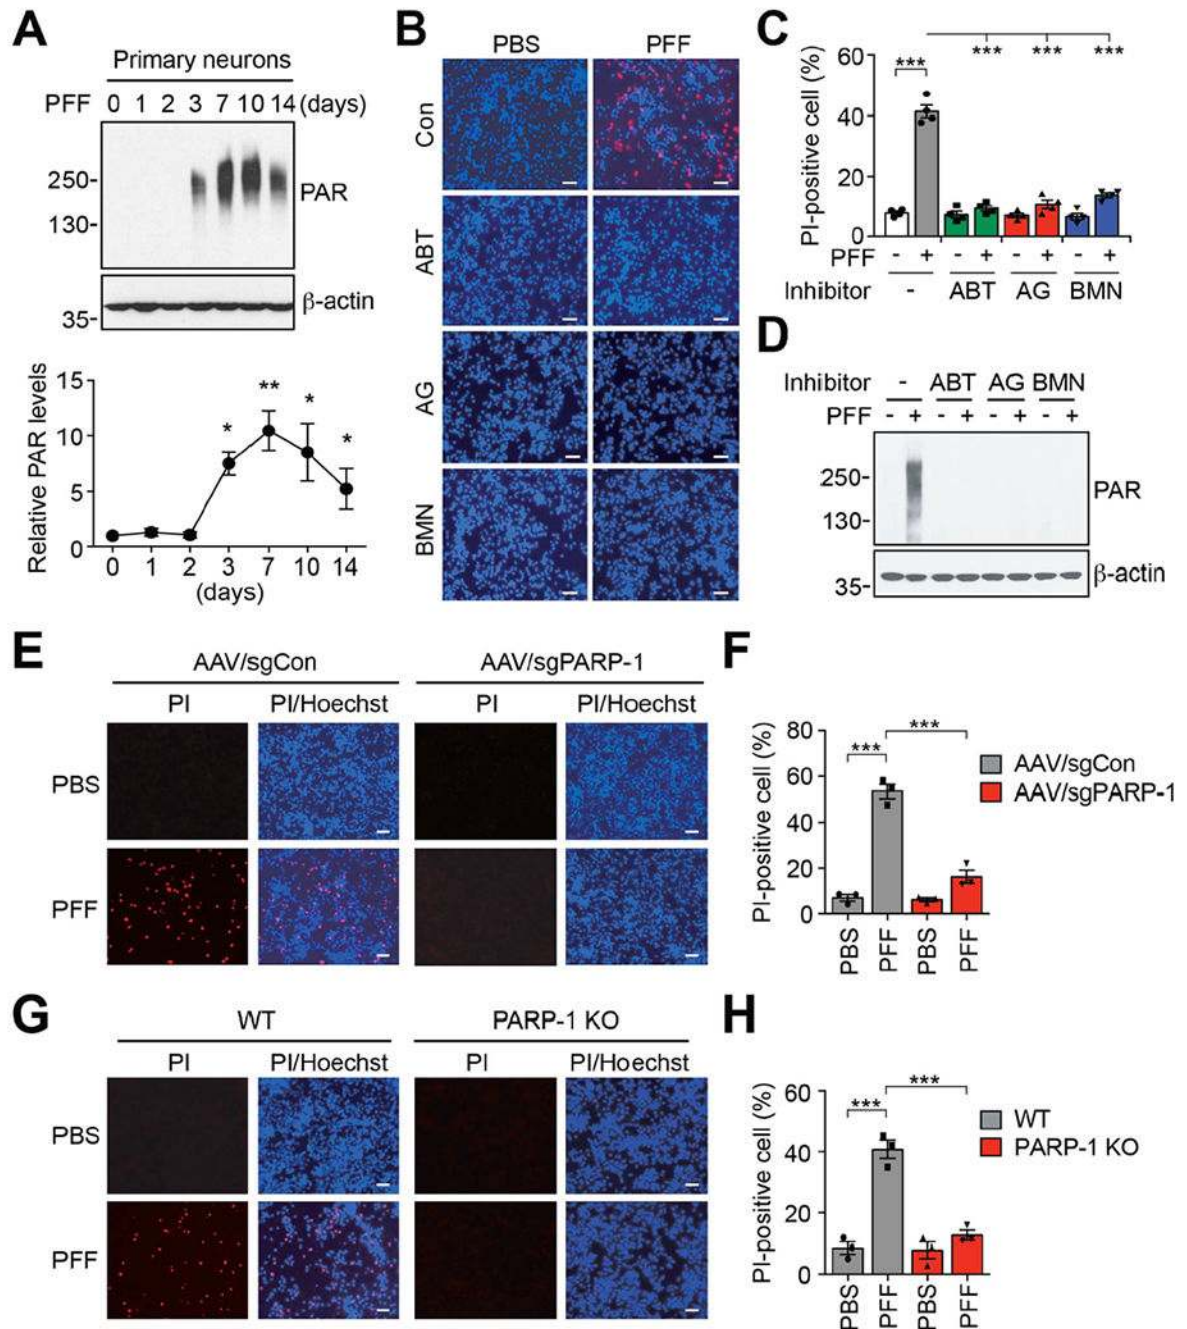 A
Primary neurons
PFF 0 1 2 3 7 10 14 (days)
250-
130-
PAR
35-
β-actin
Relative PAR levels
15
10
5
0
* ** * *
0 1 2 3 7 10 14
(days)
B
PBS PFF
Con
ABT
AG
BMN
C
PI-positive cell (%)
60
40
20
0
*** *** *** ***
PFF - + - + - + - +
Inhibitor - ABT AG BMN
D
Inhibitor - ABT AG BMN
PFF - + - + - + - +
250-
130-
PAR
35-
β-actin
E
AAV/sgCon AAV/sgPARP-1
PI PI/Hoechst PI PI/Hoechst
PBS
PFF
F
PI-positive cell (%)
80
60
40
20
0
*** ***
AAV/sgCon
AAV/sgPARP-1
PBS PFF PBS PFF
G
WT PARP-1 KO
PI PI/Hoechst PI PI/Hoechst
PBS
PFF
H
PI-positive cell (%)
60
40
20
0
*** ***
WT
PARP-1 KO
PBS PFF PBS PFF